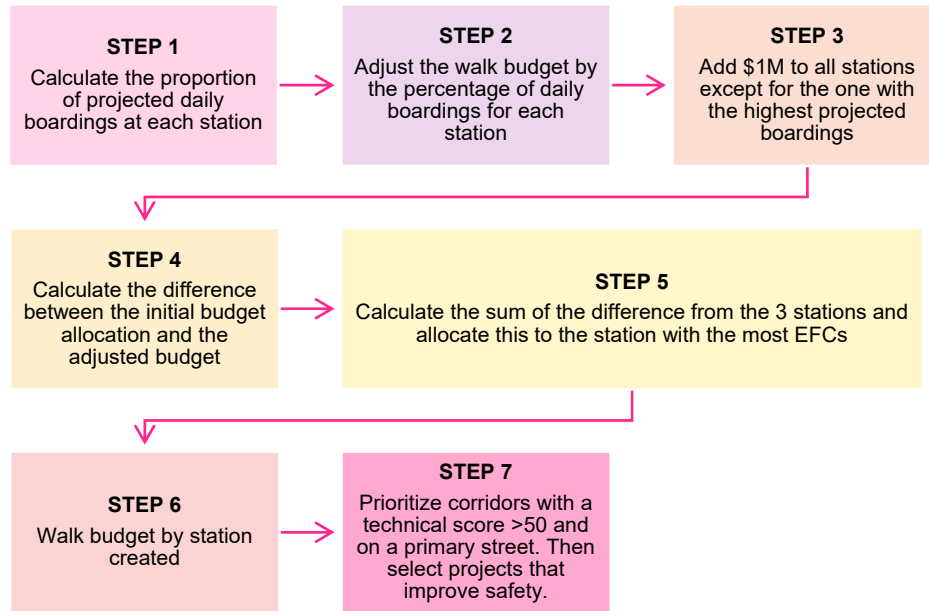 STEP 1
Calculate the proportion
of projected daily
boardings at each station
STEP 2
Adjust the walk budget by
the percentage of daily
boardings for each
station
STEP 3
Add $1M to all stations
except for the one with
the highest projected
boardings
STEP 4
Calculate the difference
between the initial budget
allocation and the
adjusted budget
STEP 5
Calculate the sum of the difference from the 3 stations and
allocate this to the station with the most EFCs
STEP 6
Walk budget by station
created
STEP 7
Prioritize corridors with a
technical score >50 and
on a primary street. Then
select projects that
improve safety.